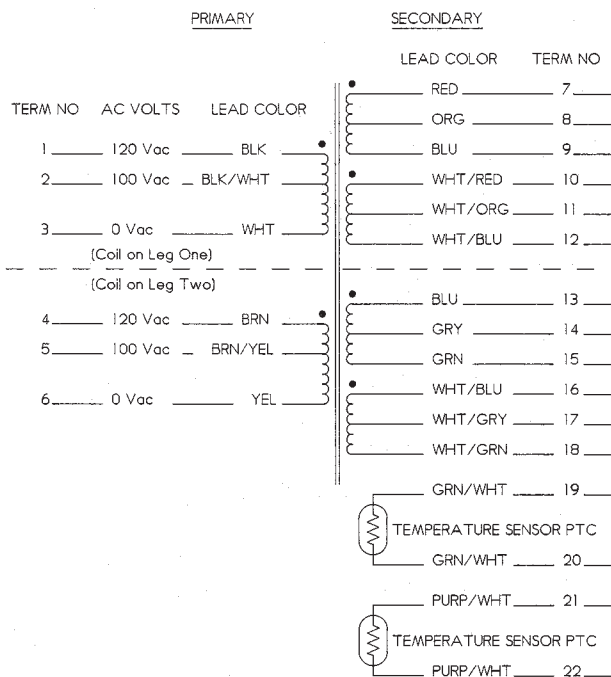 PRIMARY SECONDARY
LEAD COLOR TERM NO
RED 7
TERM NO AC VOLTS LEAD COLOR
ORG 8
1 120 Vac BLK
BLU 9
2 100 Vac BLK/WHT
WHT/RED 10
WHT/ORG 11
3 0 Vac WHT
WHT/BLU 12
(Coil on Leg One)
(Coil on Leg Two)
BLU 13
4 120 Vac BRN
GRY 14
5 100 Vac BRN/YEL
GRN 15
WHT/BLU 16
6 0 Vac YEL
WHT/GRY 17
WHT/GRN 18
GRN/WHT 19
TEMPERATURE SENSOR PTC
GRN/WHT 20
PURP/WHT 21
TEMPERATURE SENSOR PTC
PURP/WHT 22